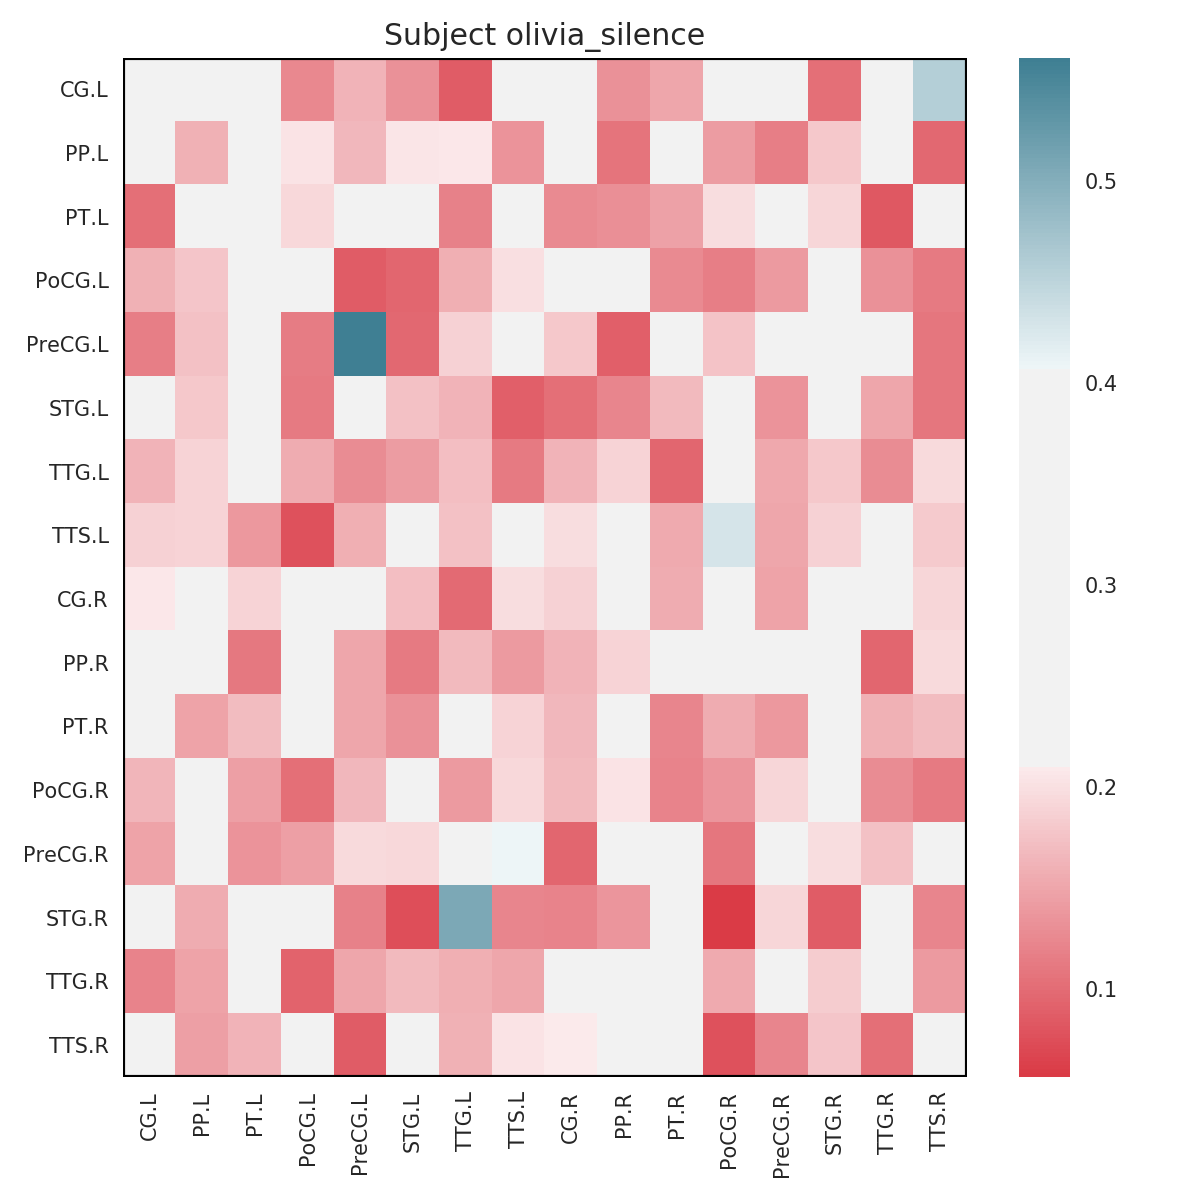 Subject olivia_silence
CG.L
PP.L
PT.L
PoCG.L
PreCG.L
STG.L
TTG.L
TTS.L
CG.R
PP.R
PT.R
PoCG.R
PreCG.R
STG.R
TTG.R
TTS.R
CG.L
PP.L
PT.L
PoCG.L
PreCG.L
STG.L
TTG.L
TTS.L
CG.R
PP.R
PT.R
PoCG.R
PreCG.R
STG.R
TTG.R
TTS.R
0.5
0.4
0.3
0.2
0.1